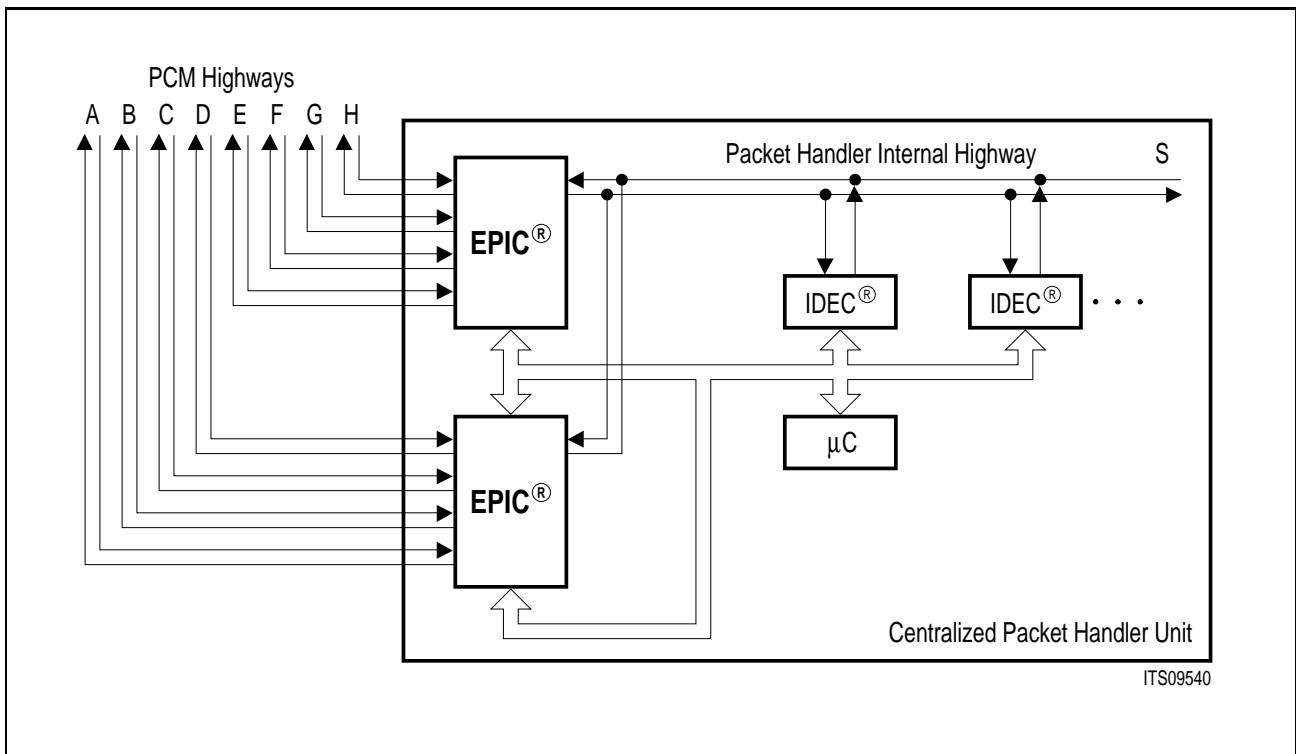 PCM Highways
A B C D E F G H
Packet Handler Internal Highway S
EPIC®
IDEC® IDEC® . . .
µC
EPIC®
Centralized Packet Handler Unit
ITS09540